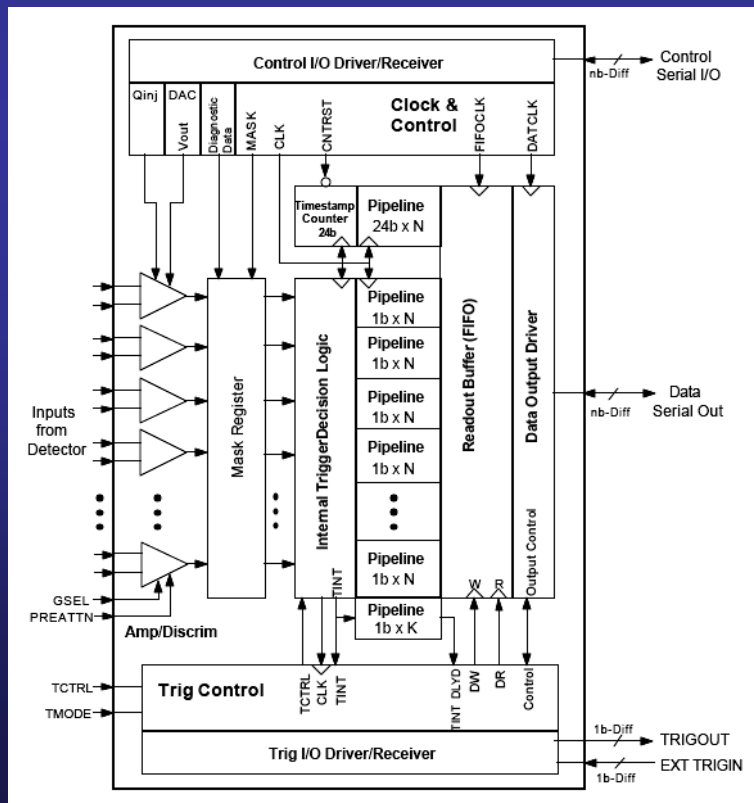 Control I/O Driver/Receiver
nb-Diff
Control
Serial I/O
Qinj
DAC
Vout
Diagnostic
Data
MASK
CLK
Clock &
Control
CNTRST
FIFOCLK
DATCLK
Timestamp
Counter
24b
Pipeline
24b x N
Inputs
from
Detector
Mask Register
Internal TriggerDecision Logic
TINT
Pipeline
1b x N
Pipeline
1b x N
Pipeline
1b x N
Pipeline
1b x N
Pipeline
1b x N
Pipeline
1b x K
Readout Buffer (FIFO)
W
R
Data Output Driver
Output Control
nb-Diff
Data
Serial Out
GSEL
PREATTN
Amp/Discrim
TCTRL
TMODE
Trig Control
TCTRL
CLK
TINT
TINT DLYD
DW
DR
Control
Trig I/O Driver/Receiver
1b-Diff
TRIGOUT
EXT TRIGIN
1b-Diff